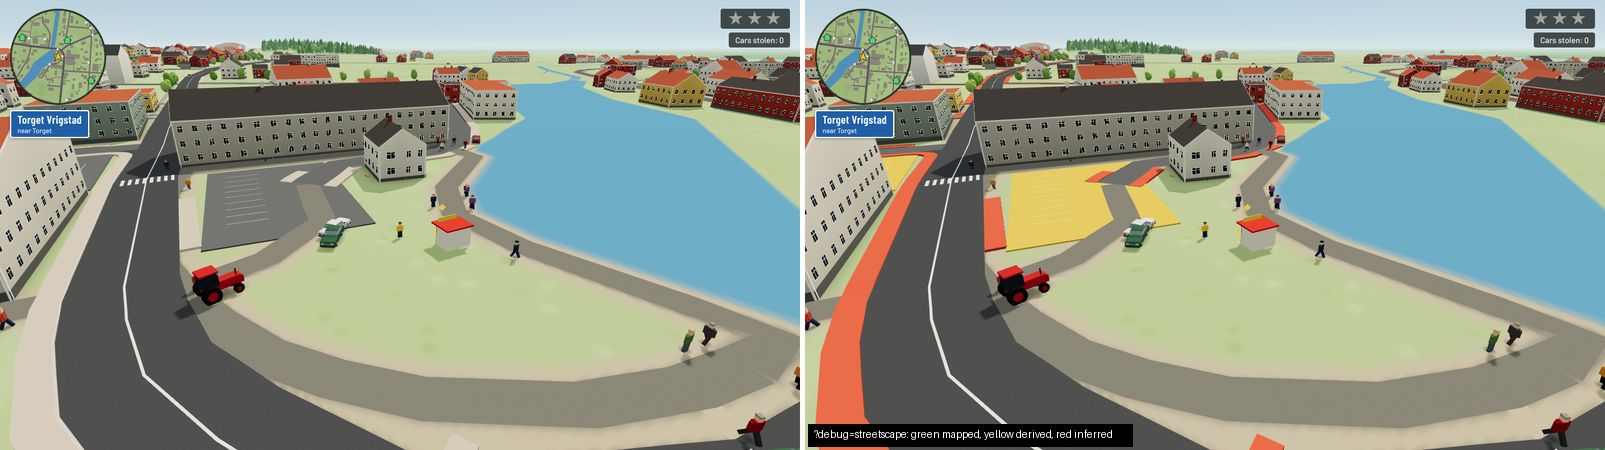 ★ ★ ★
Cars stolen: 0
Torget Vrigstad
near Torget
★ ★ ★
Cars stolen: 0
Torget Vrigstad
near Torget
?debug=streetscape: green mapped, yellow derived, red inferred